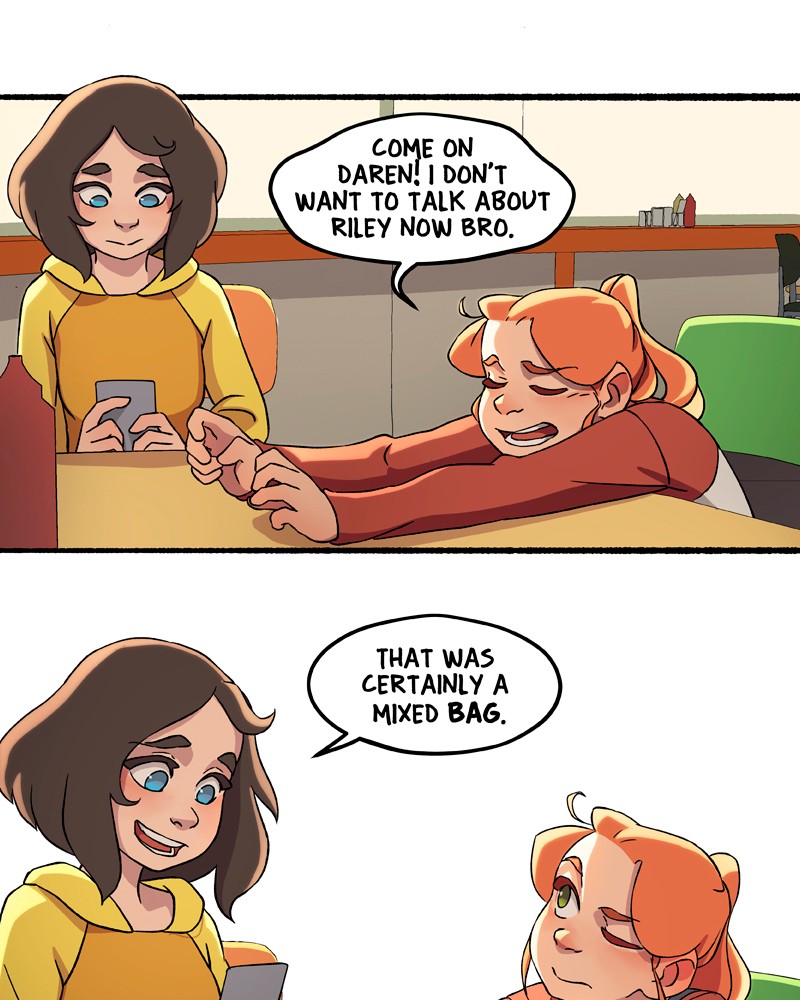 COME ON
DAREN! I DON'T
WANT TO TALK ABOUT
RILEY NOW BRO.
THAT WAS
CERTAINLY A
MIXED BAG.